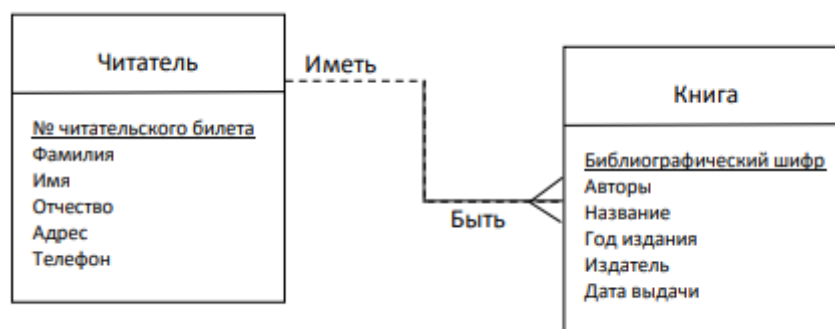 Читатель
№ читательского билета
Фамилия
Имя
Отчество
Адрес
Телефон
Иметь
Быть
Книга
Библиографический шифр
Авторы
Название
Год издания
Издатель
Дата выдачи